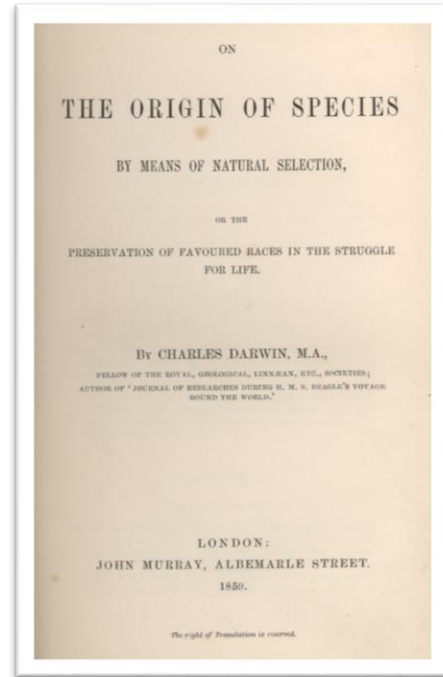 ON
THE ORIGIN OF SPECIES
BY MEANS OF NATURAL SELECTION,
OR THE
PRESERVATION OF FAVOURED RACES IN THE STRUGGLE
FOR LIFE.
BY CHARLES DARWIN, M.A.,
FELLOW OF THE ROYAL, GEOLOGICAL, LINNÆAN, ETC., SOCIETIES;
AUTHOR OF ‘JOURNAL OF RESEARCHES DURING H. M. S. BEAGLE’S VOYAGE
ROUND THE WORLD.’
LONDON:
JOHN MURRAY, ALBEMARLE STREET.
1859.
The right of Translation is reserved.